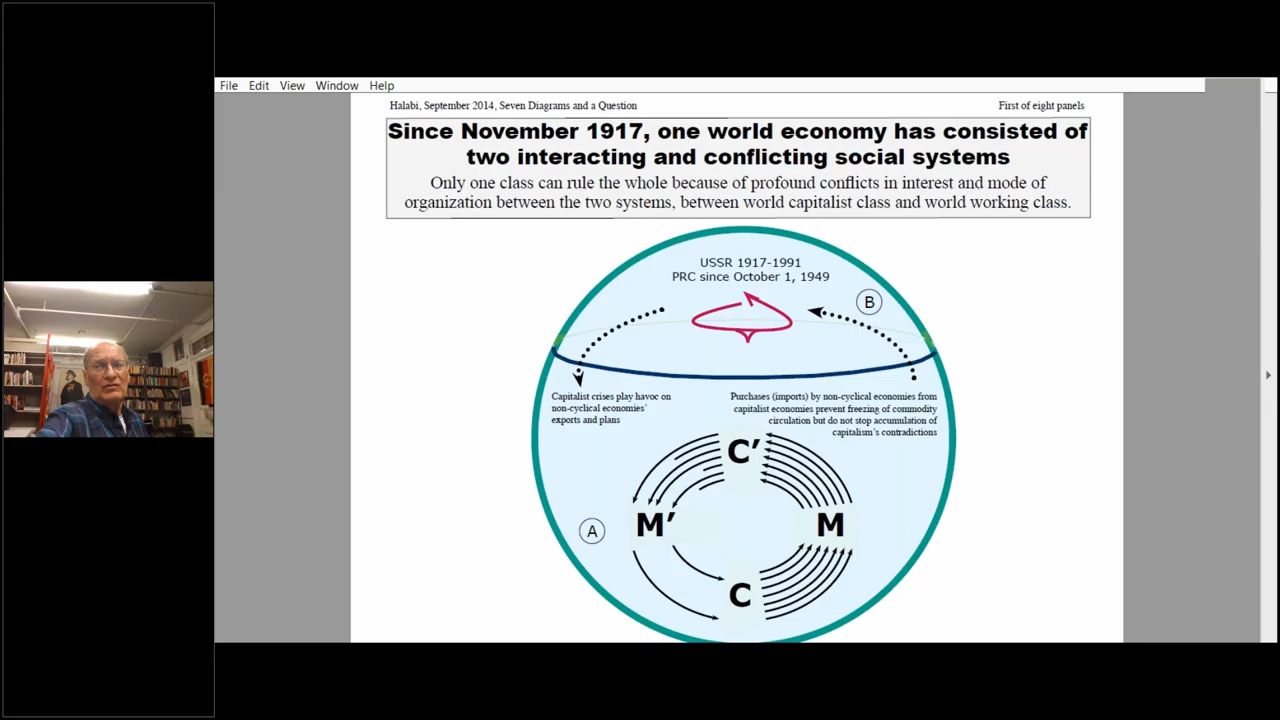 File Edit View Window Help
Halabi, September 2014, Seven Diagrams and a Question First of eight panels
Since November 1917, one world economy has consisted of
two interacting and conflicting social systems
Only one class can rule the whole because of profound conflicts in interest and mode of
organization between the two systems, between world capitalist class and world working class.
USSR 1917-1991
PRC since October 1, 1949
B
Capitalist crises play havoc on
non-cyclical economies'
exports and plans
Purchases (imports) by non-cyclical economies from
capitalist economies prevent freezing of commodity
circulation but do not stop accumulation of
capitalism's contradictions
C′
M′ M
A
C